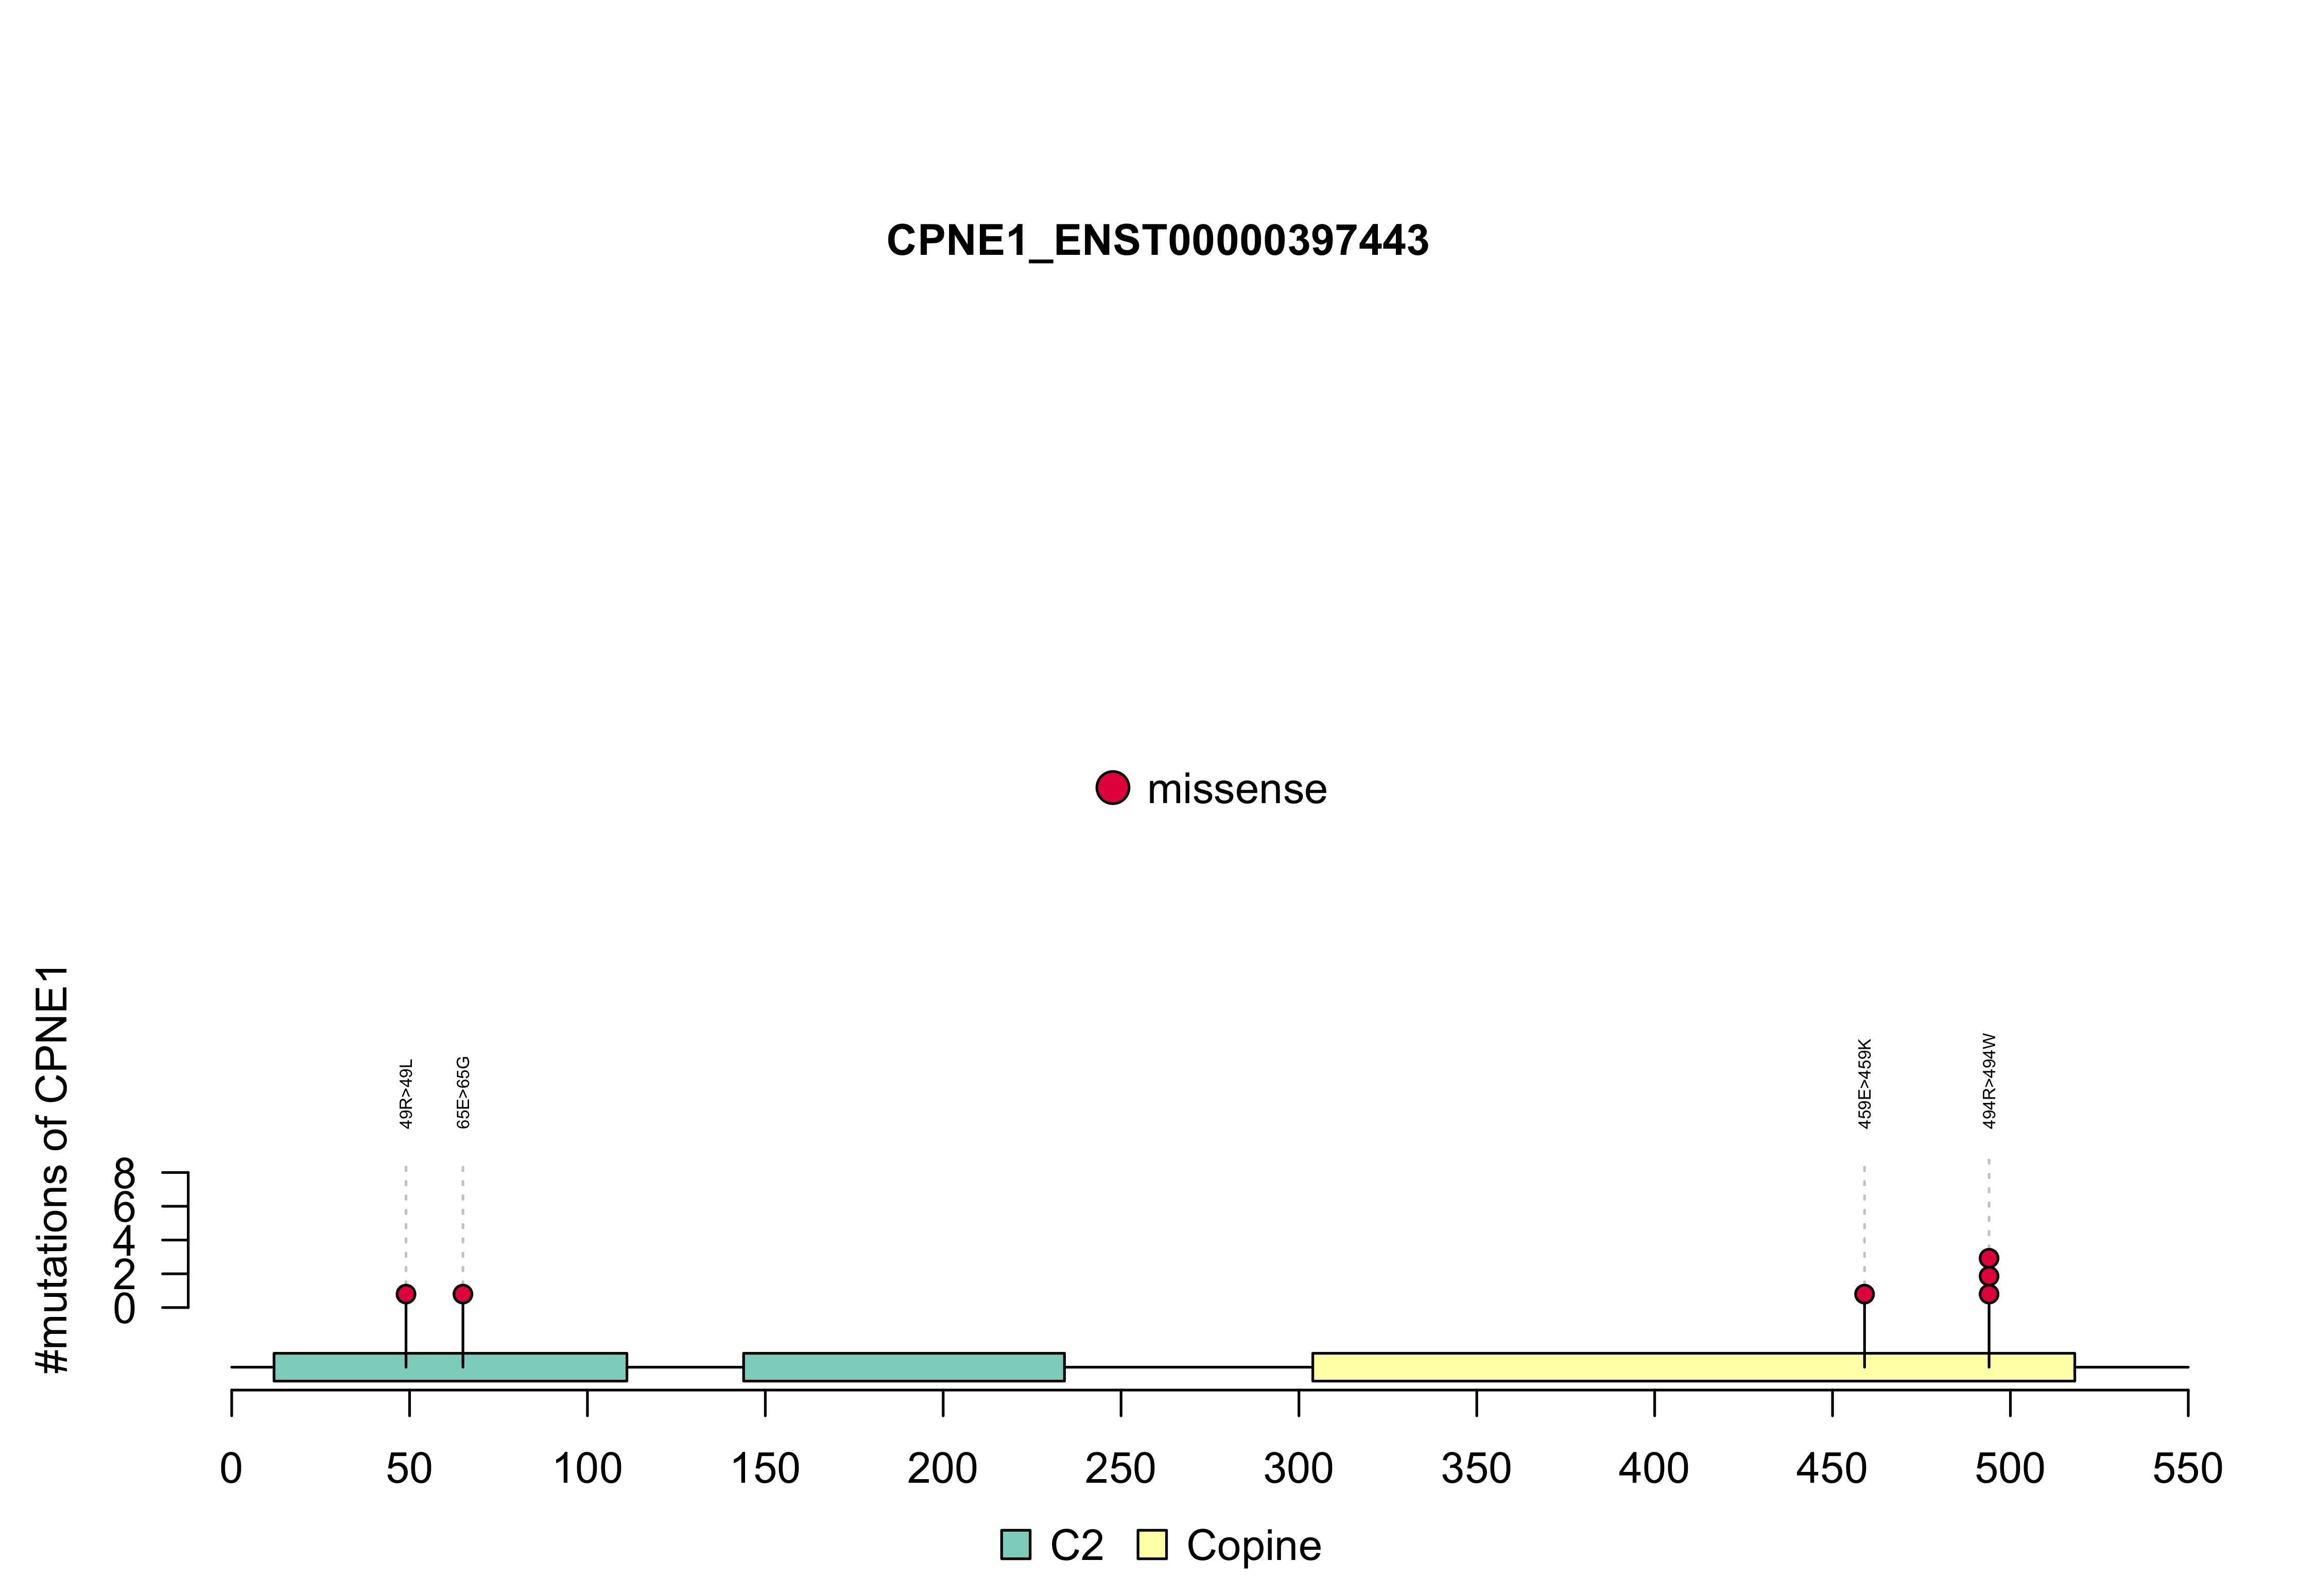 CPNE1_ENST00000397443
missense
#mutations of CPNE1
49R>49L
65E>65G
459E>459K
494R>494W
8
6
4
2
0
0 50 100 150 200 250 300 350 400 450 500 550
C2 Copine